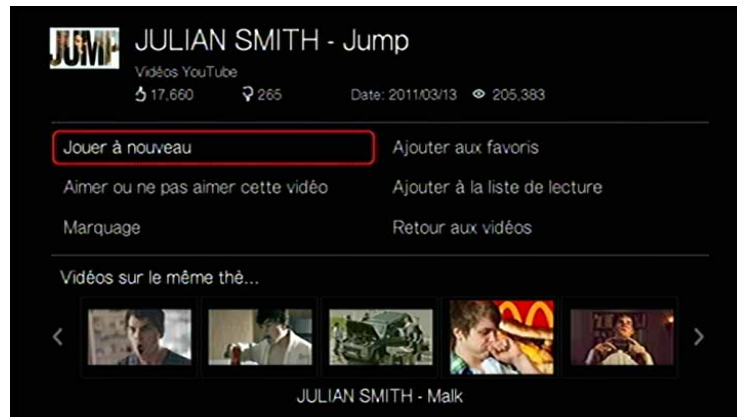 JUMP
JULIAN SMITH - Jump
Vidéos YouTube
17,660 265 Date: 2011/03/13 205,383
Jouer à nouveau
Ajouter aux favoris
Aimer ou ne pas aimer cette vidéo
Ajouter à la liste de lecture
Marquage
Retour aux vidéos
Vidéos sur le même thè...
JULIAN SMITH - Malk